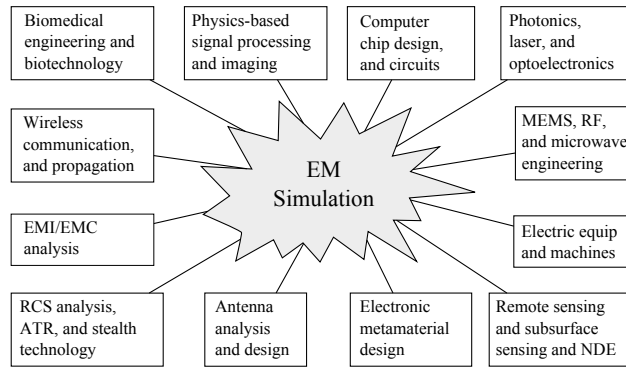 Biomedical
engineering and
biotechnology
Physics-based
signal processing
and imaging
Computer
chip design,
and circuits
Photonics,
laser, and
optoelectronics
Wireless
communication,
and propagation
EM
Simulation
MEMS, RF,
and microwave
engineering
EMI/EMC
analysis
Electric equip
and machines
RCS analysis,
ATR, and stealth
technology
Antenna
analysis
and design
Electronic
metamaterial
design
Remote sensing
and subsurface
sensing and NDE